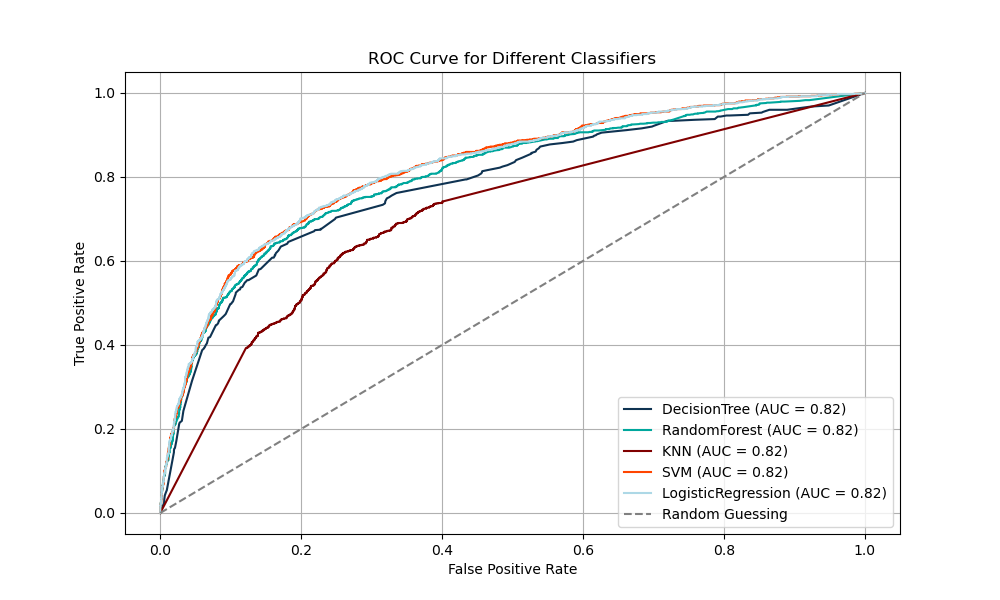 ROC Curve for Different Classifiers
True Positive Rate
1.0
0.8
0.6
0.4
0.2
0.0
DecisionTree (AUC = 0.82)
RandomForest (AUC = 0.82)
KNN (AUC = 0.82)
SVM (AUC = 0.82)
LogisticRegression (AUC = 0.82)
Random Guessing
0.0 0.2 0.4 0.6 0.8 1.0
False Positive Rate